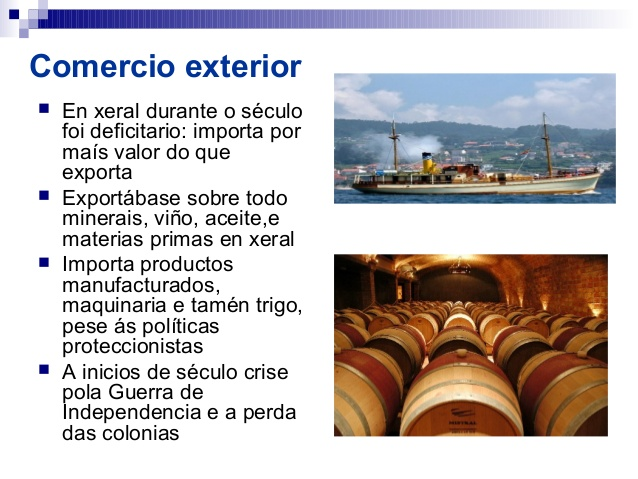 Comercio exterior
En xeral durante o século
foi deficitario: importa por
maís valor do que
exporta
Exportábase sobre todo
minerais, viño, aceite,e
materias primas en xeral
Importa productos
manufacturados,
maquinaria e tamén trigo,
pese ás políticas
proteccionistas
A inicios de século crise
pola Guerra de
Independencia e a perda
das colonias